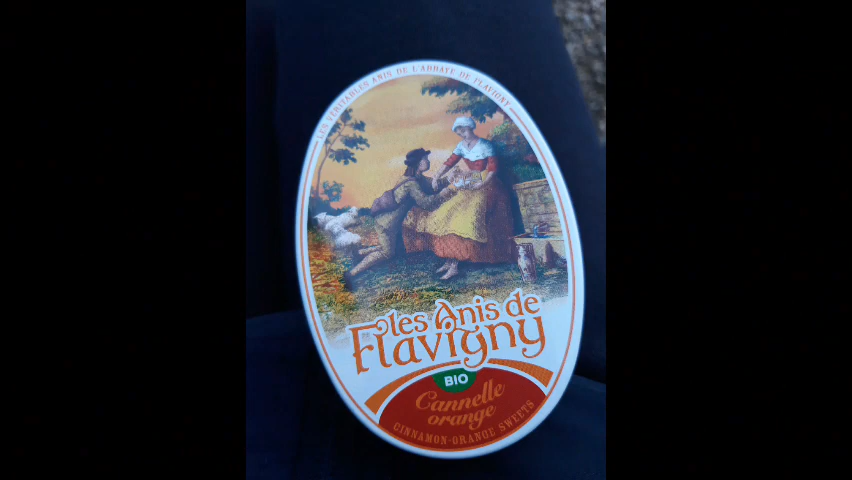 LES VÉRITABLES ANIS DE L'ABBAYE DE FLAVIGNY
les Anis de
Flavigny
BIO
Cannelle
orange
CINNAMON-ORANGE SWEETS